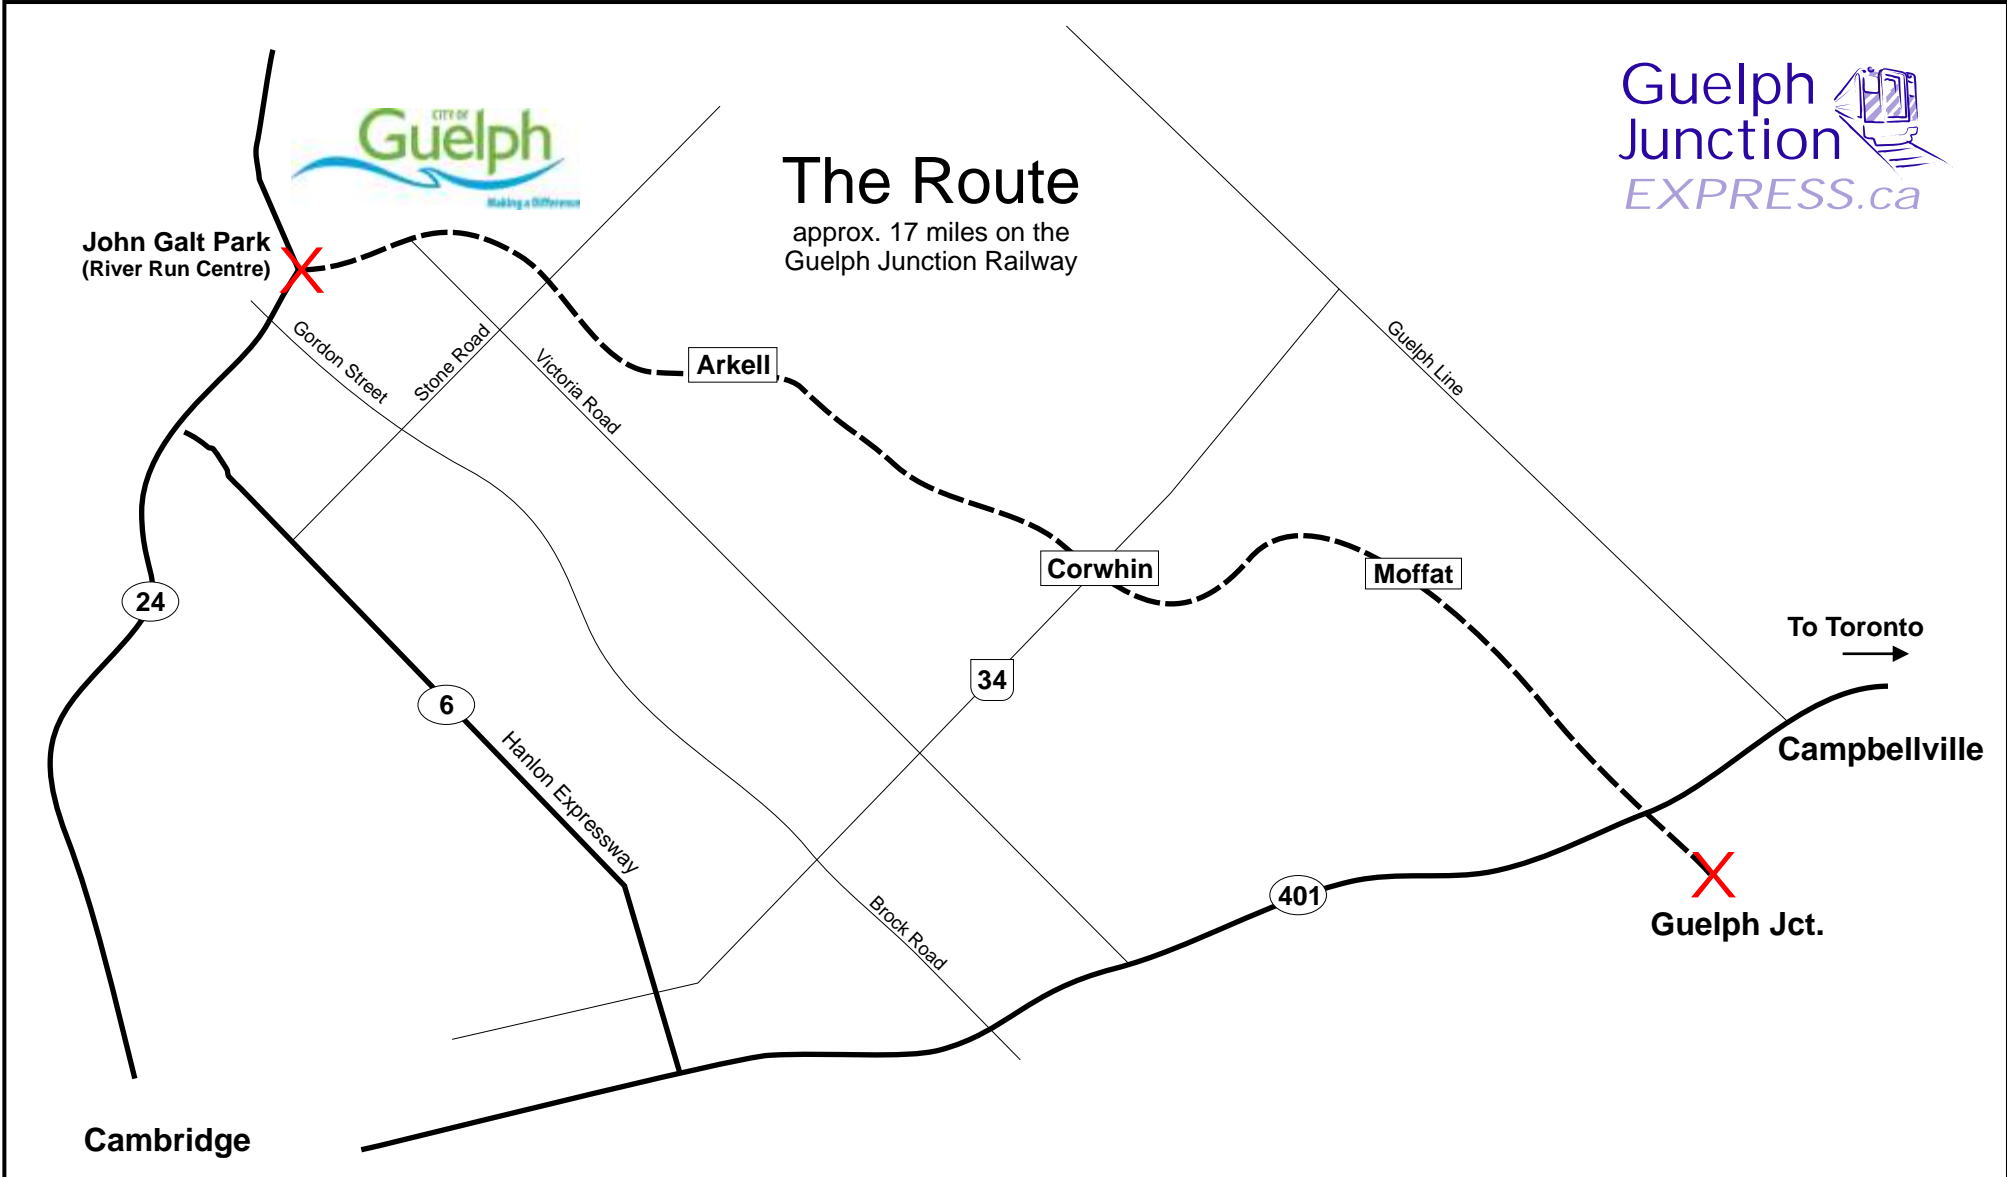 CITY OF
Guelph
Making a Difference
Guelph
Junction
EXPRESS.ca
The Route
approx. 17 miles on the
Guelph Junction Railway
John Galt Park
(River Run Centre)
Gordon Street
Stone Road
Victoria Road
Guelph Line
Arkell
Corwhin
Moffat
24
6
34
To Toronto
Campbellville
Hanlon Expressway
Brock Road
401
Guelph Jct.
Cambridge